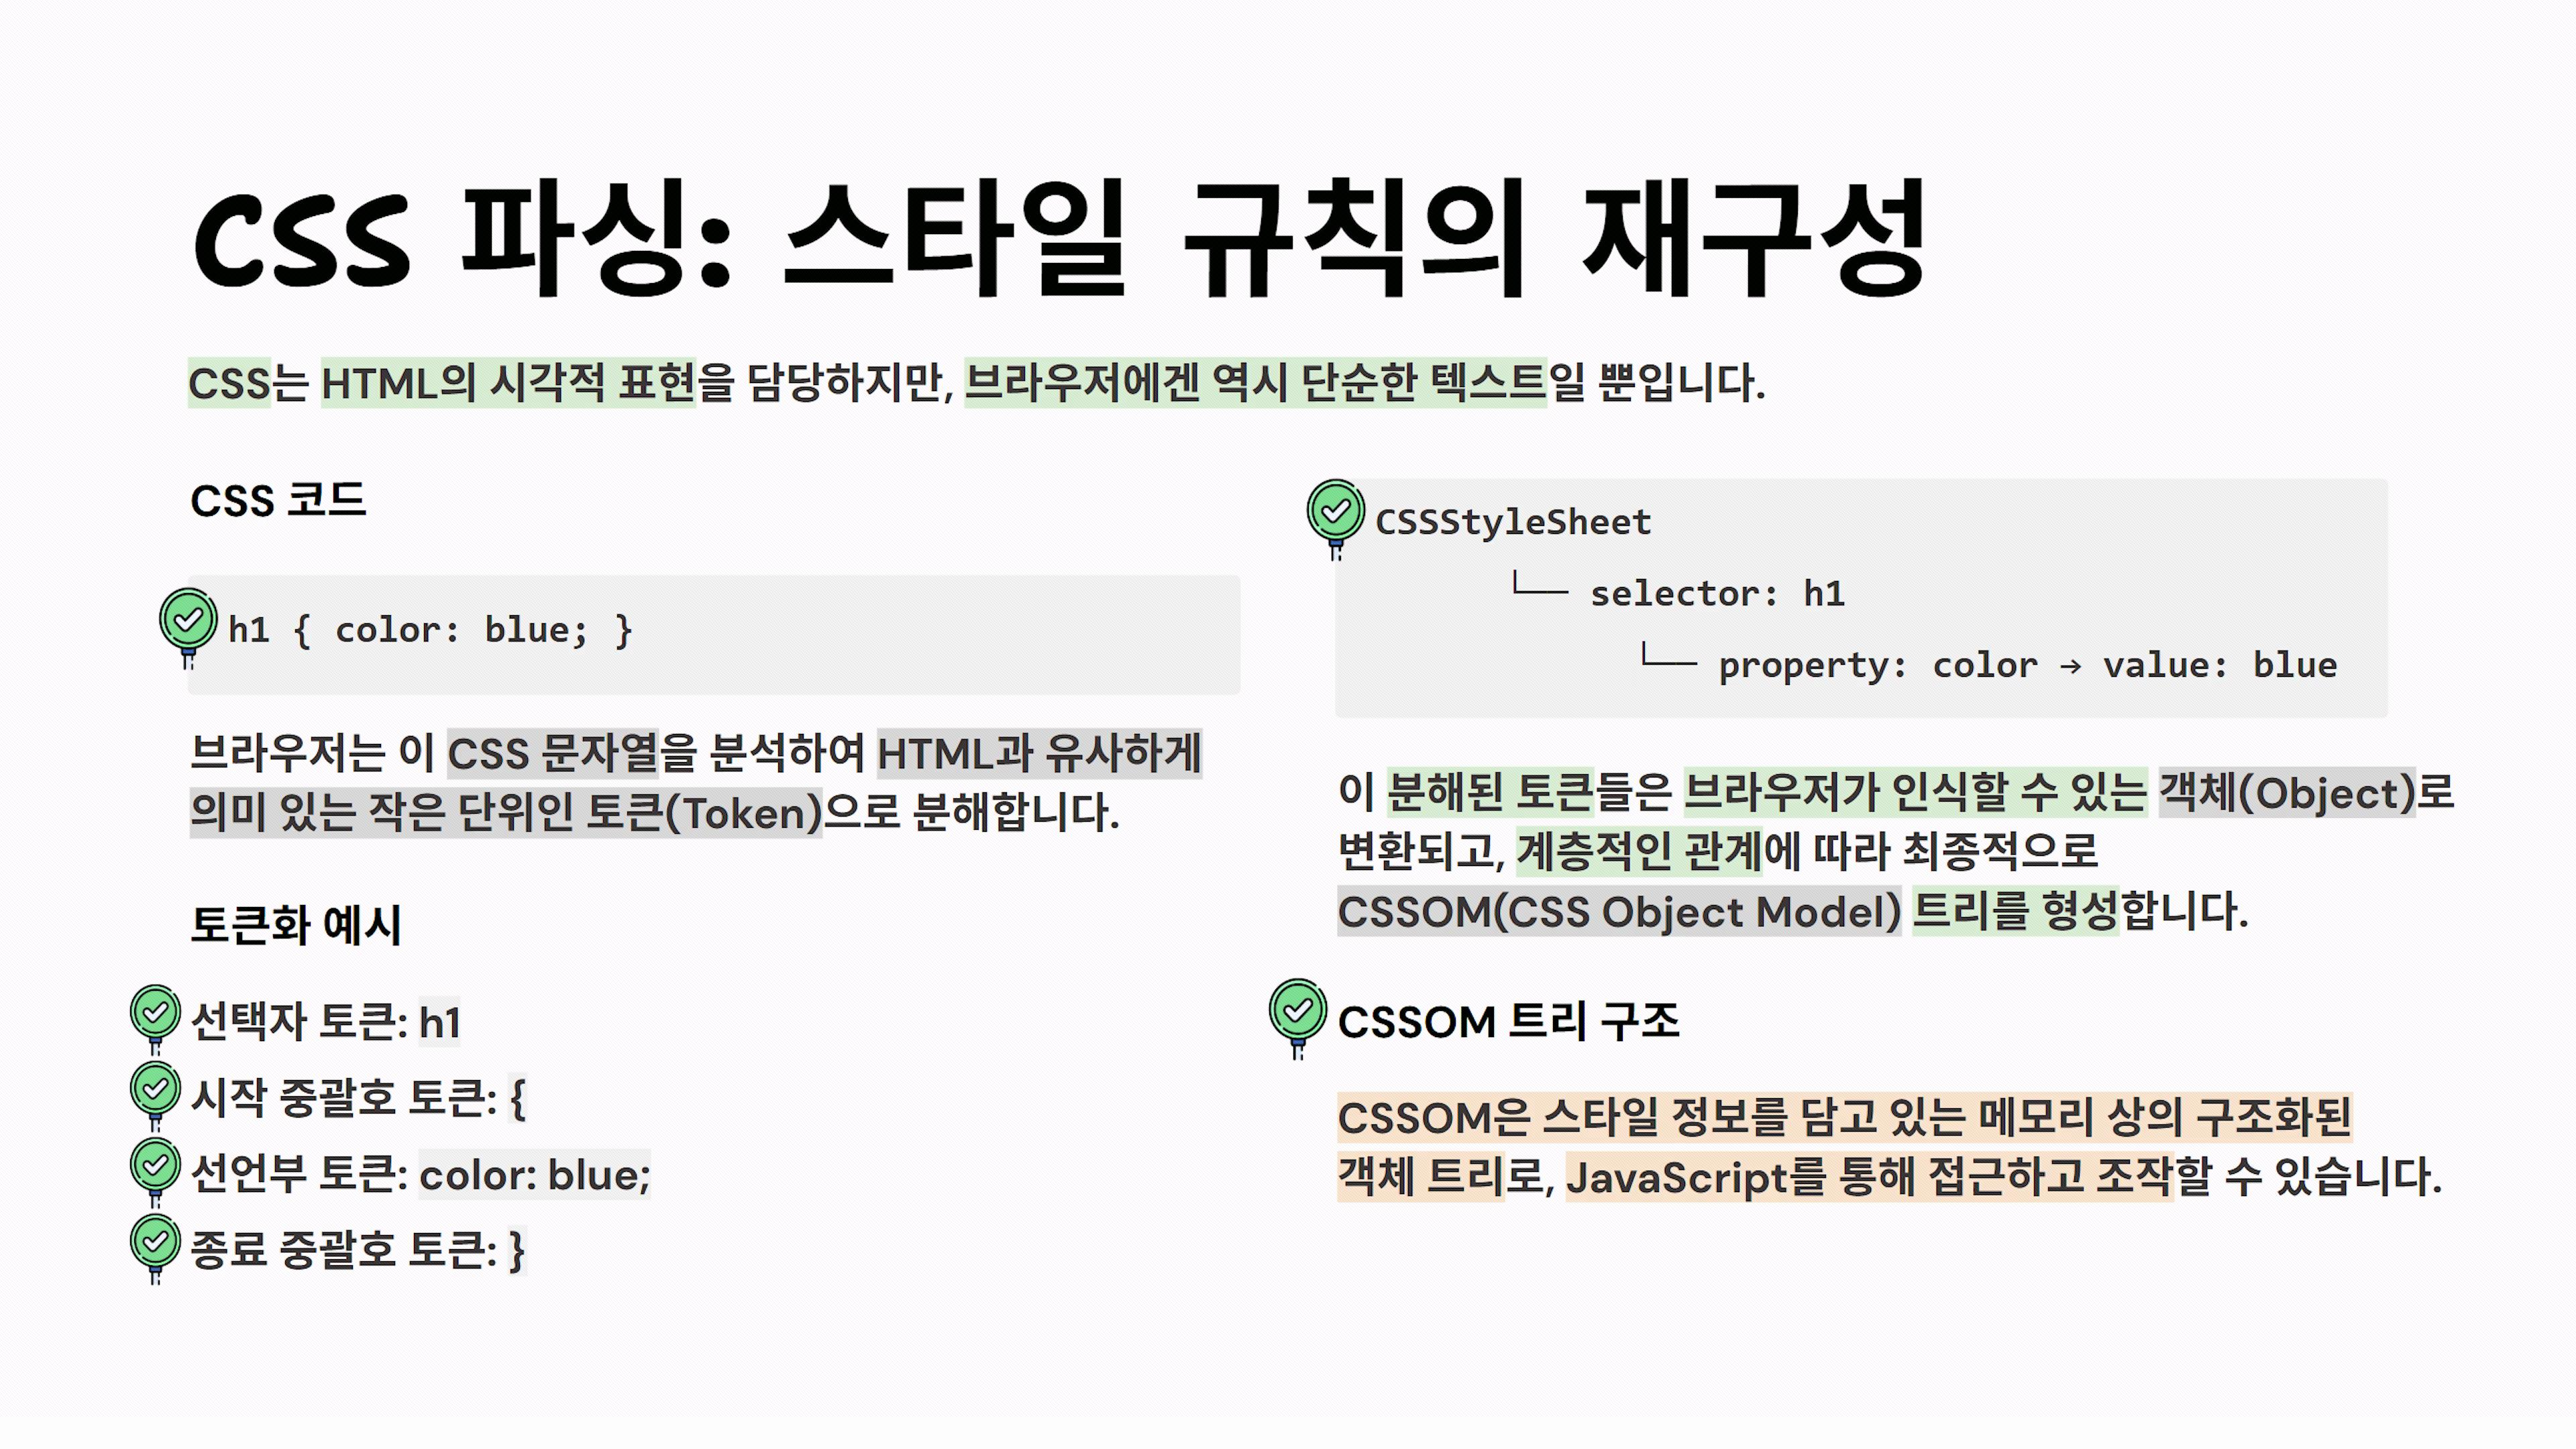 CSS 파싱: 스타일 규칙의 재구성
CSS는 HTML의 시각적 표현을 담당하지만, 브라우저에겐 역시 단순한 텍스트일 뿐입니다.
CSS 코드
h1 { color: blue; }
브라우저는 이 CSS 문자열을 분석하여 HTML과 유사하게
의미 있는 작은 단위인 토큰(Token)으로 분해합니다.
토큰화 예시
선택자 토큰: h1
시작 중괄호 토큰: {
선언부 토큰: color: blue;
종료 중괄호 토큰: }
CSSStyleSheet
└── selector: h1
└── property: color → value: blue
이 분해된 토큰들은 브라우저가 인식할 수 있는 객체(Object)로
변환되고, 계층적인 관계에 따라 최종적으로
CSSOM(CSS Object Model) 트리를 형성합니다.
CSSOM 트리 구조
CSSOM은 스타일 정보를 담고 있는 메모리 상의 구조화된
객체 트리로, JavaScript를 통해 접근하고 조작할 수 있습니다.